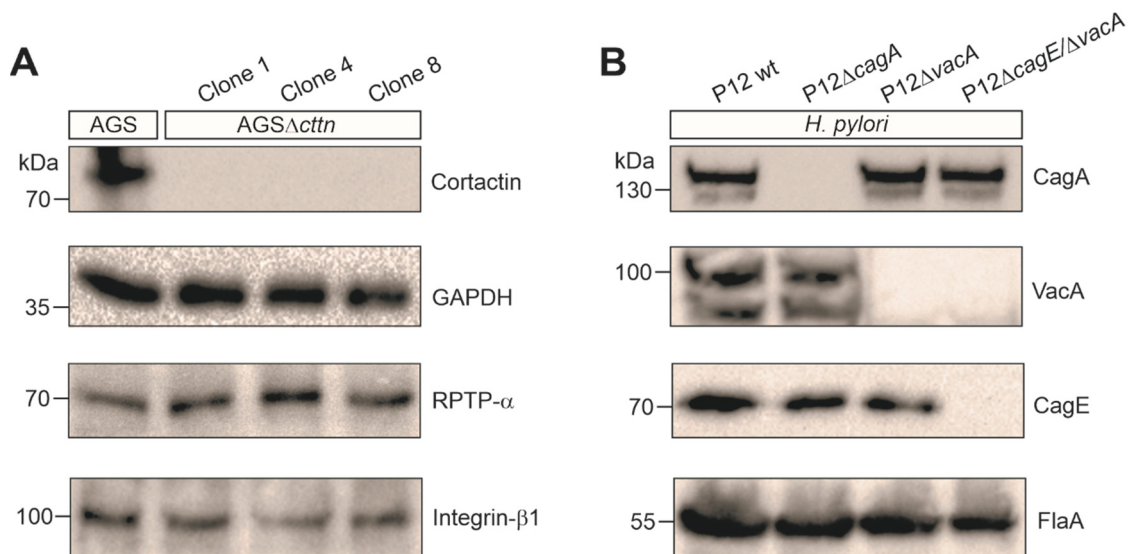 A
Clone 1
Clone 4
Clone 8
AGS
AGSΔcttn
kDa
70
Cortactin
35
GAPDH
70
RPTP-α
100
Integrin-β1
B
P12 wt
P12ΔcagA
P12ΔvacA
P12ΔcagE/ΔvacA
H. pylori
kDa
130
CagA
100
VacA
70
CagE
55
FlaA